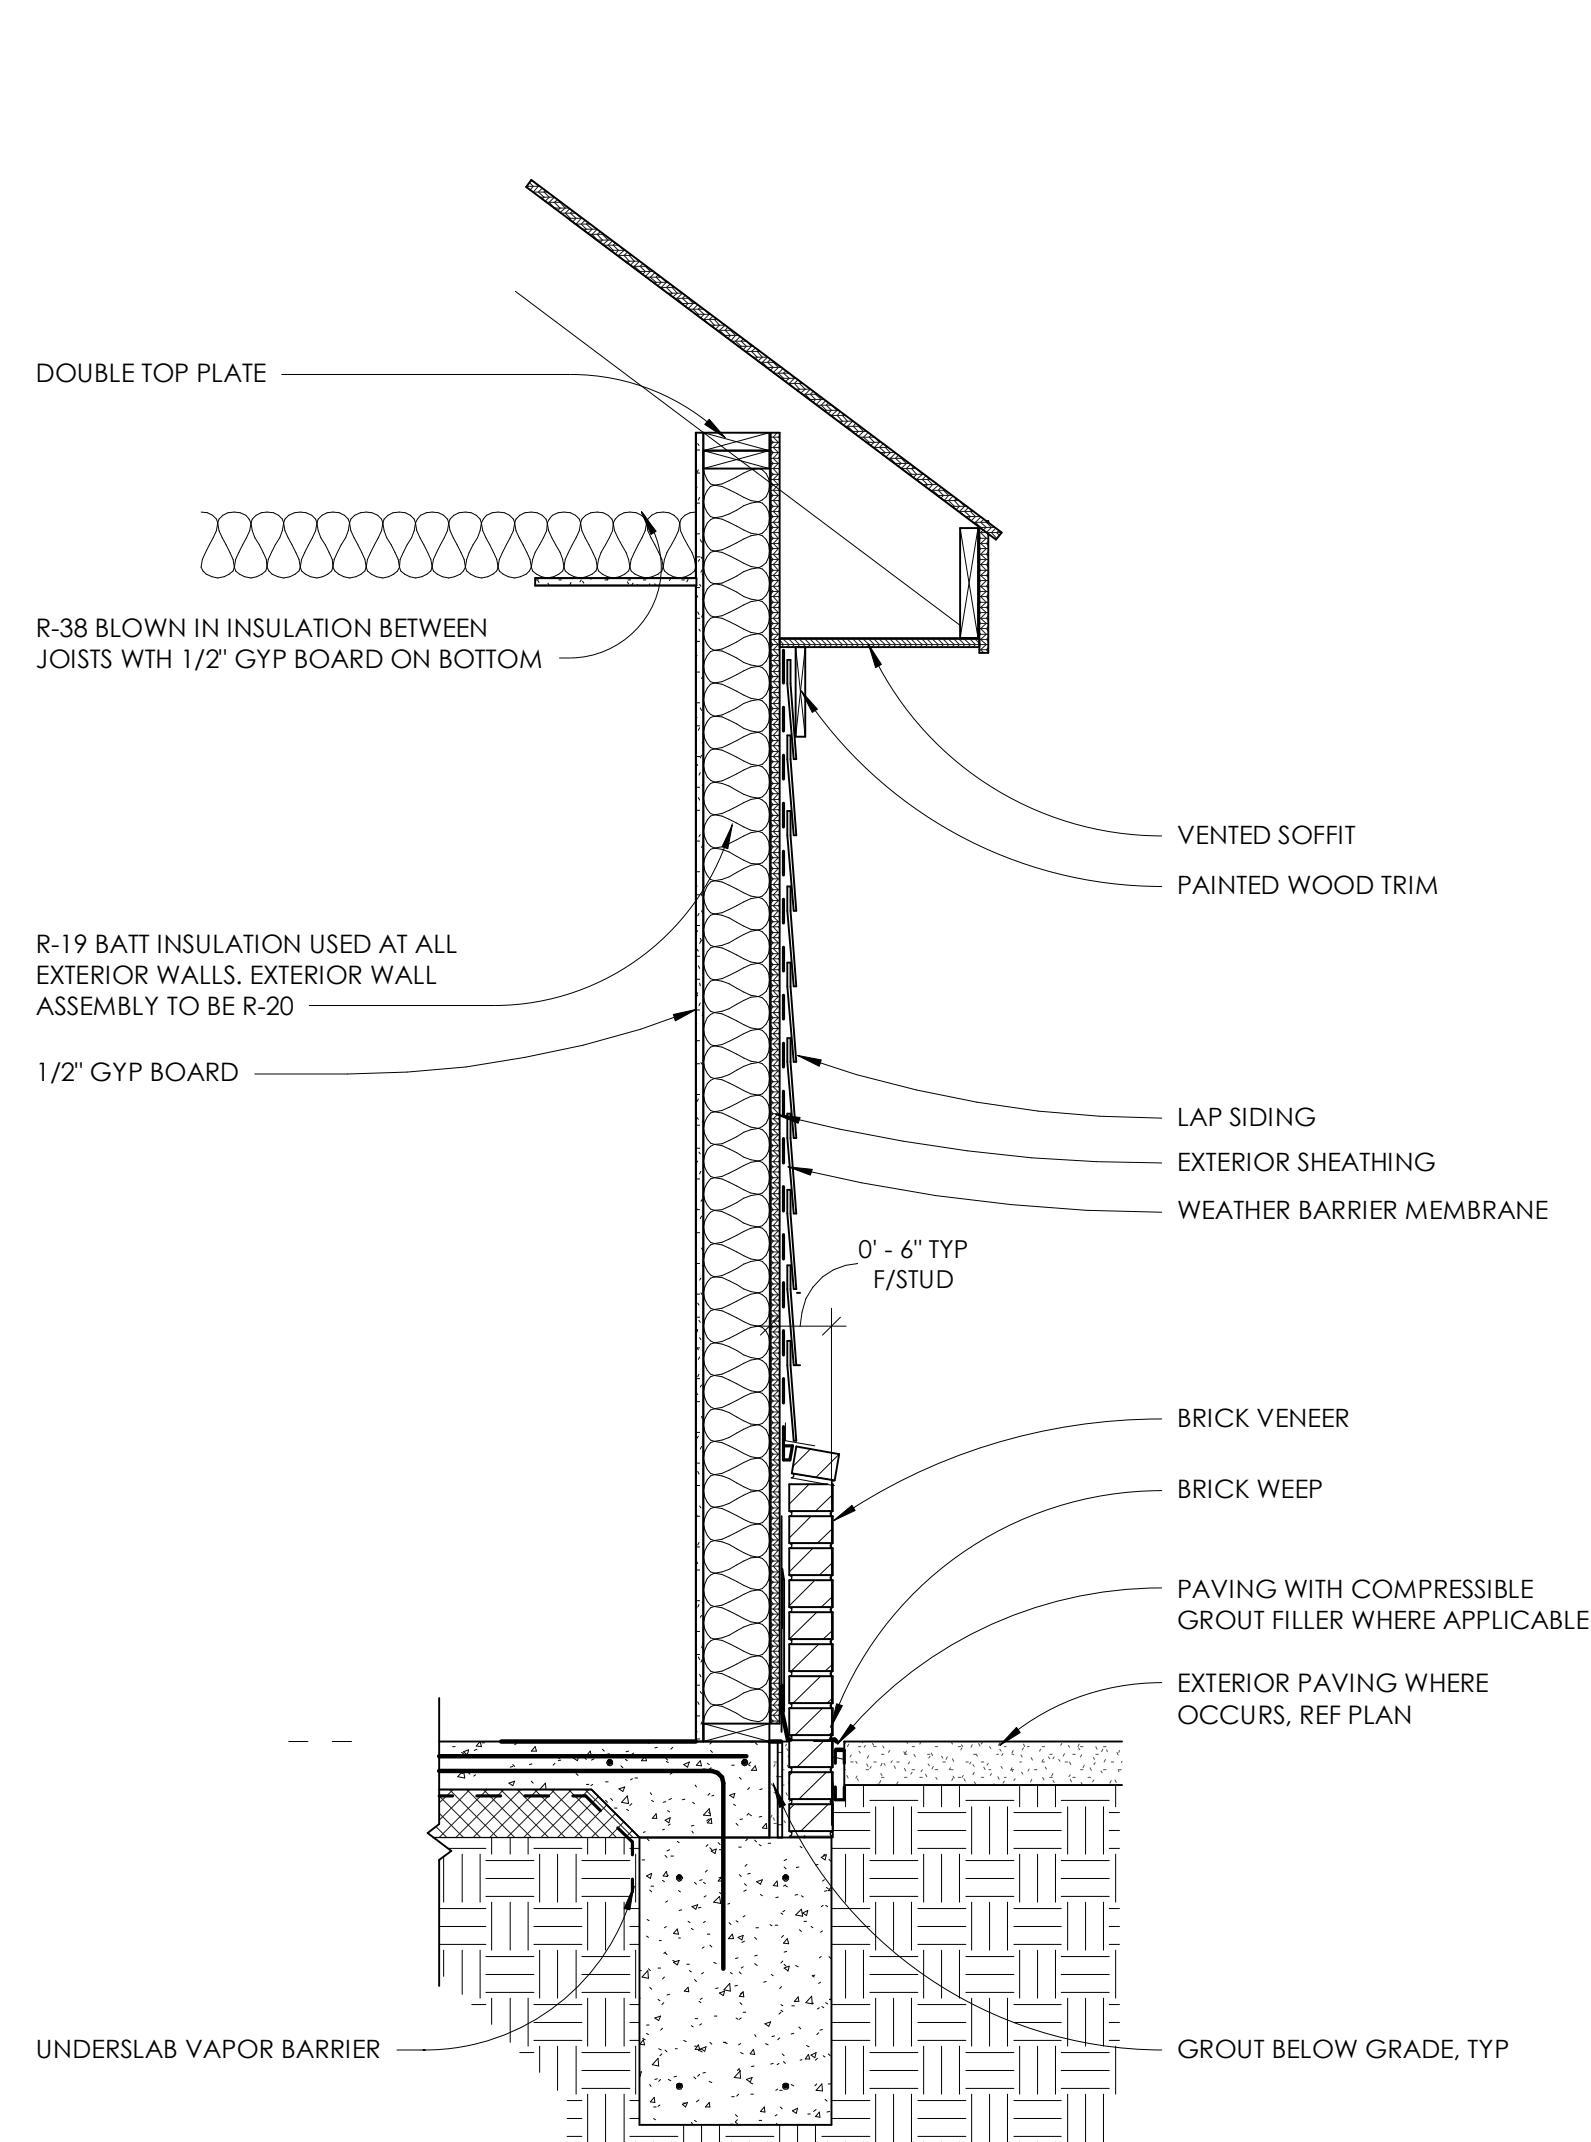 DOUBLE TOP PLATE
R-38 BLOWN IN INSULATION BETWEEN
JOISTS WTH 1/2" GYP BOARD ON BOTTOM
VENTED SOFFIT
PAINTED WOOD TRIM
R-19 BATT INSULATION USED AT ALL
EXTERIOR WALLS. EXTERIOR WALL
ASSEMBLY TO BE R-20
1/2" GYP BOARD
LAP SIDING
EXTERIOR SHEATHING
WEATHER BARRIER MEMBRANE
0' - 6" TYP
F/STUD
BRICK VENEER
BRICK WEEP
PAVING WITH COMPRESSIBLE
GROUT FILLER WHERE APPLICABLE
EXTERIOR PAVING WHERE
OCCURS, REF PLAN
UNDERSLAB VAPOR BARRIER
GROUT BELOW GRADE, TYP